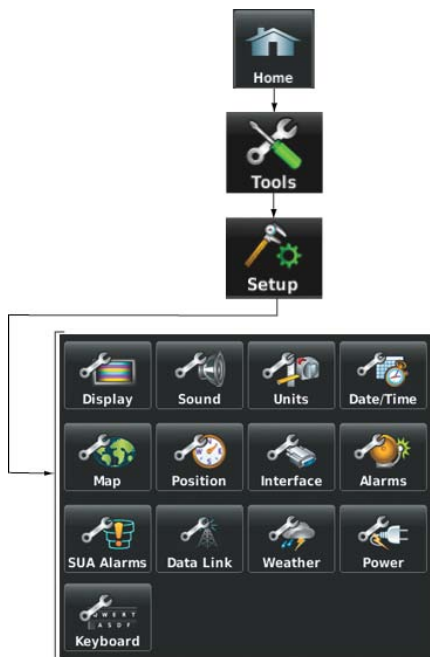 Home
Tools
Setup
Display Sound Units Date/Time
Map Position Interface Alarms
SUA Alarms Data Link Weather Power
W E R T
A S D F
Keyboard